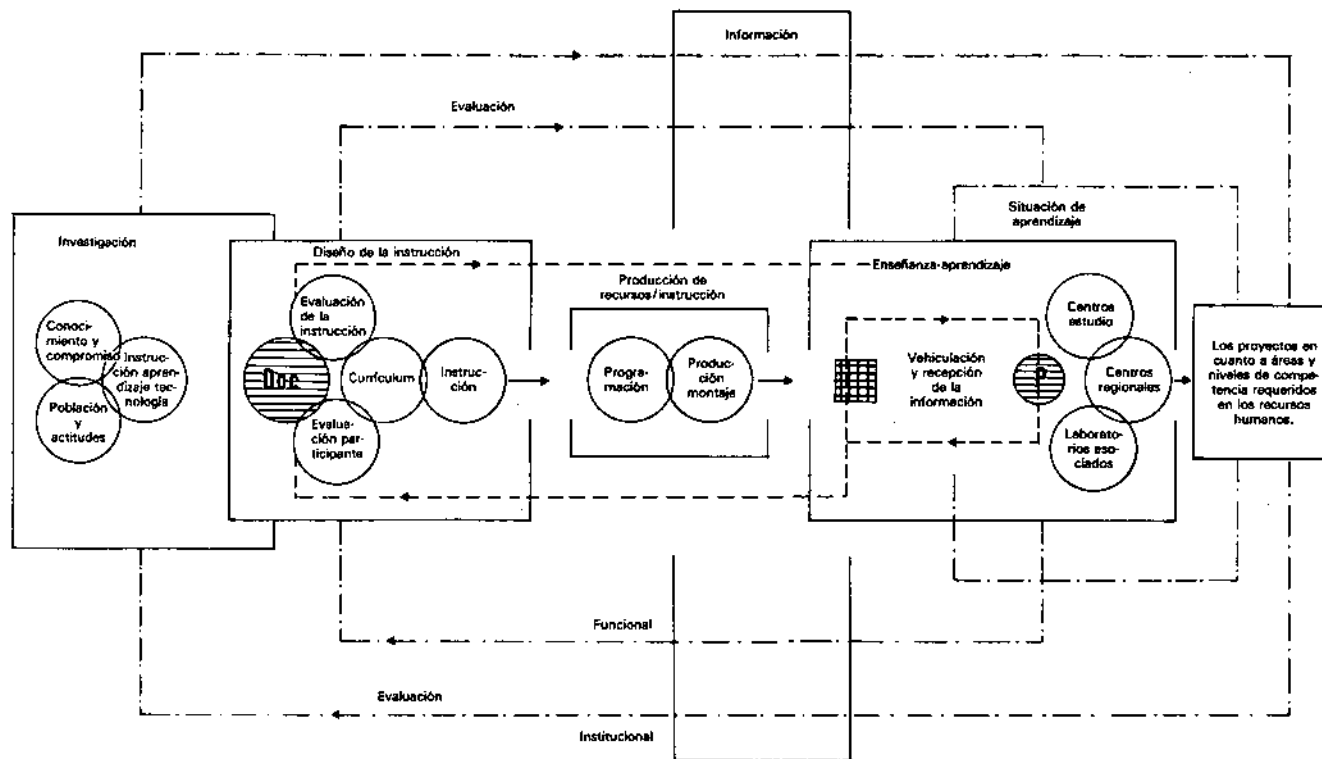 Información
Evaluación
Investigación
Conoci-
miento y
compromiso
Instruc-
ción apren-
dizaje tec-
nología
Población
y
actitudes
Diseño de la instrucción
Evaluación
de la
instrucción
Doc
Currículum
Instruc-
ción
Evalua-
ción par-
ticipante
Producción de
recursos/instrucción
Progra-
mación
Produc-
ción
montaje
Situación de
aprendizaje
Enseñanza-aprendizaje
Vehiculación
y recepción
de la
información
P
Centros
estudio
Centros
regionales
Laborato-
rios aso-
ciados
Los proyectos en
cuanto a áreas y
niveles de compe-
tencia requeridos
en los recursos
humanos.
Funcional
Evaluación
Institucional